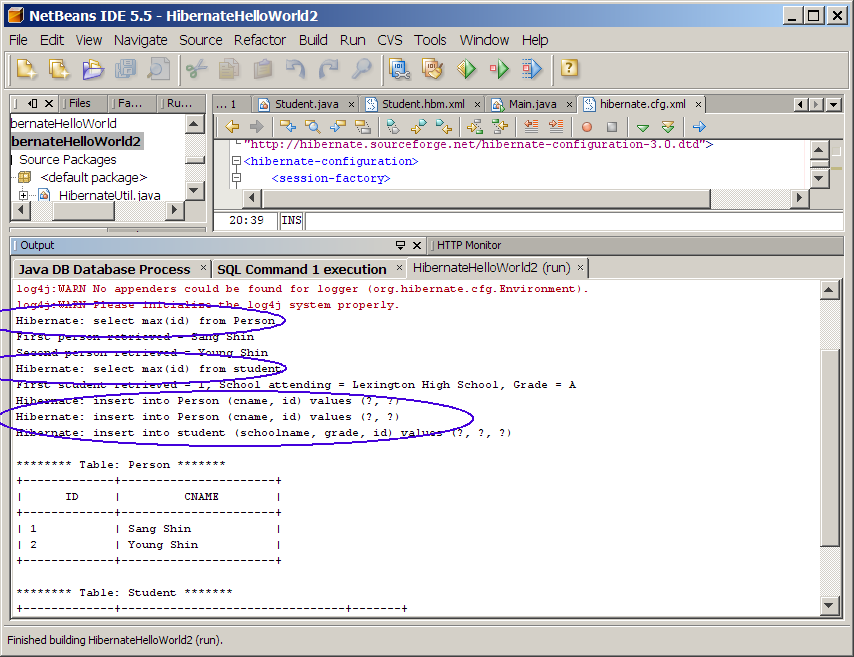 NetBeans IDE 5.5 - HibernateHelloWorld2
File Edit View Navigate Source Refactor Build Run CVS Tools Window Help
Files Fa... Ru...
... 1 Student.java × Student.hbm.xml × Main.java × hibernate.cfg.xml ×
bernateHelloWorld
bernateHelloWorld2
Source Packages
<default package>
HibernateUtil.java
"http://hibernate.sourceforge.net/hibernate-configuration-3.0.dtd">
<hibernate-configuration>
<session-factory>
20:39 INS
Output HTTP Monitor
Java DB Database Process × SQL Command 1 execution × HibernateHelloWorld2 (run) ×
log4j:WARN No appenders could be found for logger (org.hibernate.cfg.Environment).
log4j:WARN Please initialize the log4j system properly.
Hibernate: select max(id) from Person
First person retrieved = Sang Shin
Second person retrieved = Young Shin
Hibernate: select max(id) from student
First student retrieved = 1, School attending = Lexington High School, Grade = A
Hibernate: insert into Person (cname, id) values (?, ?)
Hibernate: insert into Person (cname, id) values (?, ?)
Hibernate: insert into student (schoolname, grade, id) values (?, ?, ?)
******** Table: Person *******
+-------------+----------------------+
| ID | CNAME |
+-------------+----------------------+
| 1 | Sang Shin |
| 2 | Young Shin |
+-------------+----------------------+
******** Table: Student *******
+-------------+--------------------------------+-------+
Finished building HibernateHelloWorld2 (run).